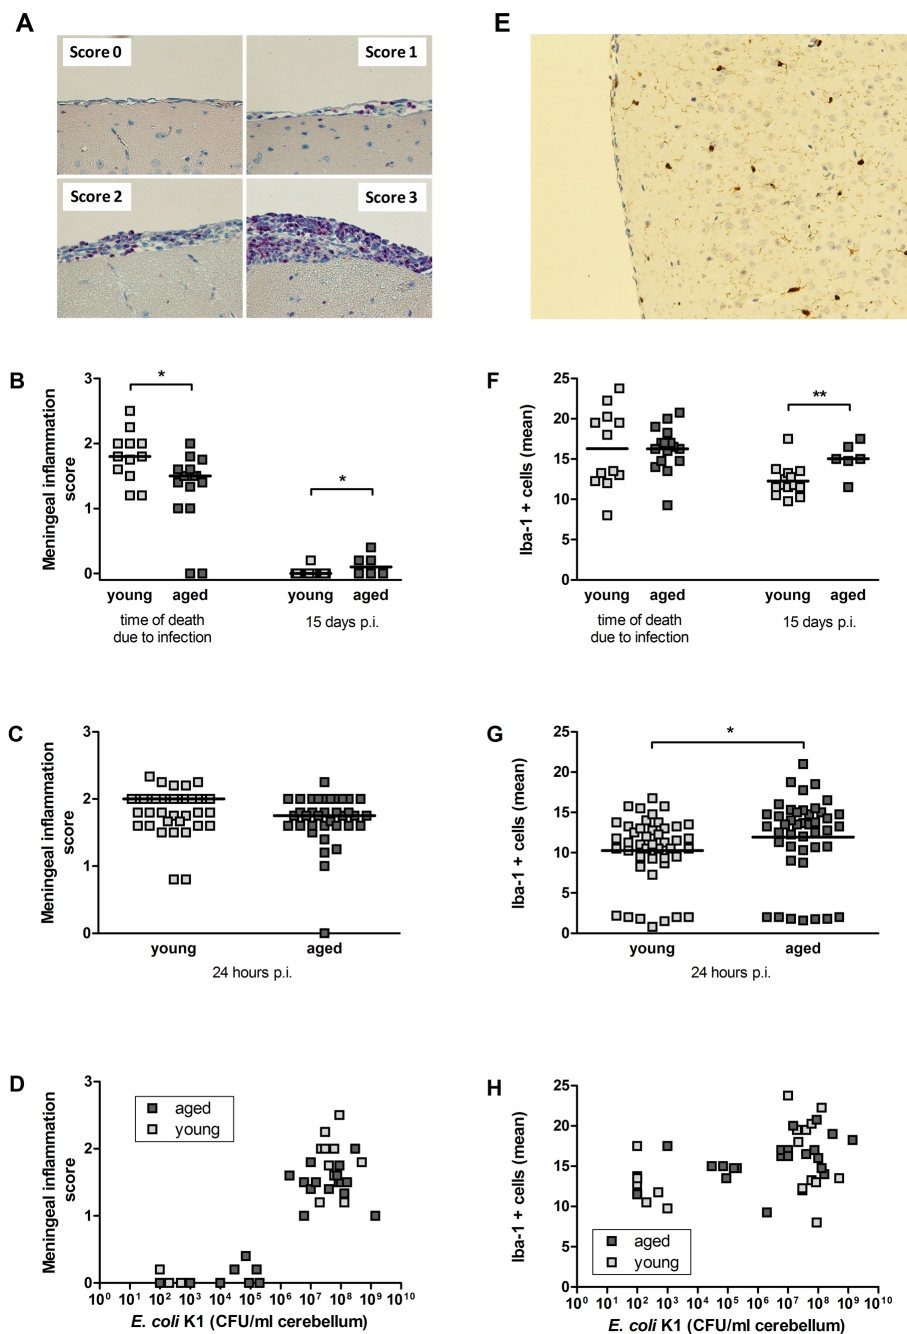 A
Score 0
Score 1
Score 2
Score 3
E
B
Meningeal inflammation
score
3
2
1
0
*
*
young
aged
young
aged
time of death
due to infection
15 days p.i.
F
Iba-1 + cells (mean)
25
20
15
10
5
0
**
young
aged
young
aged
time of death
due to infection
15 days p.i.
C
Meningeal inflammation
score
3
2
1
0
young
aged
24 hours p.i.
G
Iba-1 + cells (mean)
25
20
15
10
5
0
*
young
aged
24 hours p.i.
D
Meningeal inflammation
score
3
2
1
0
aged
young
10⁰ 10¹ 10² 10³ 10⁴ 10⁵ 10⁶ 10⁷ 10⁸ 10⁹ 10¹⁰
E. coli K1 (CFU/ml cerebellum)
H
Iba-1 + cells (mean)
25
20
15
10
5
0
aged
young
10⁰ 10¹ 10² 10³ 10⁴ 10⁵ 10⁶ 10⁷ 10⁸ 10⁹ 10¹⁰
E. coli K1 (CFU/ml cerebellum)